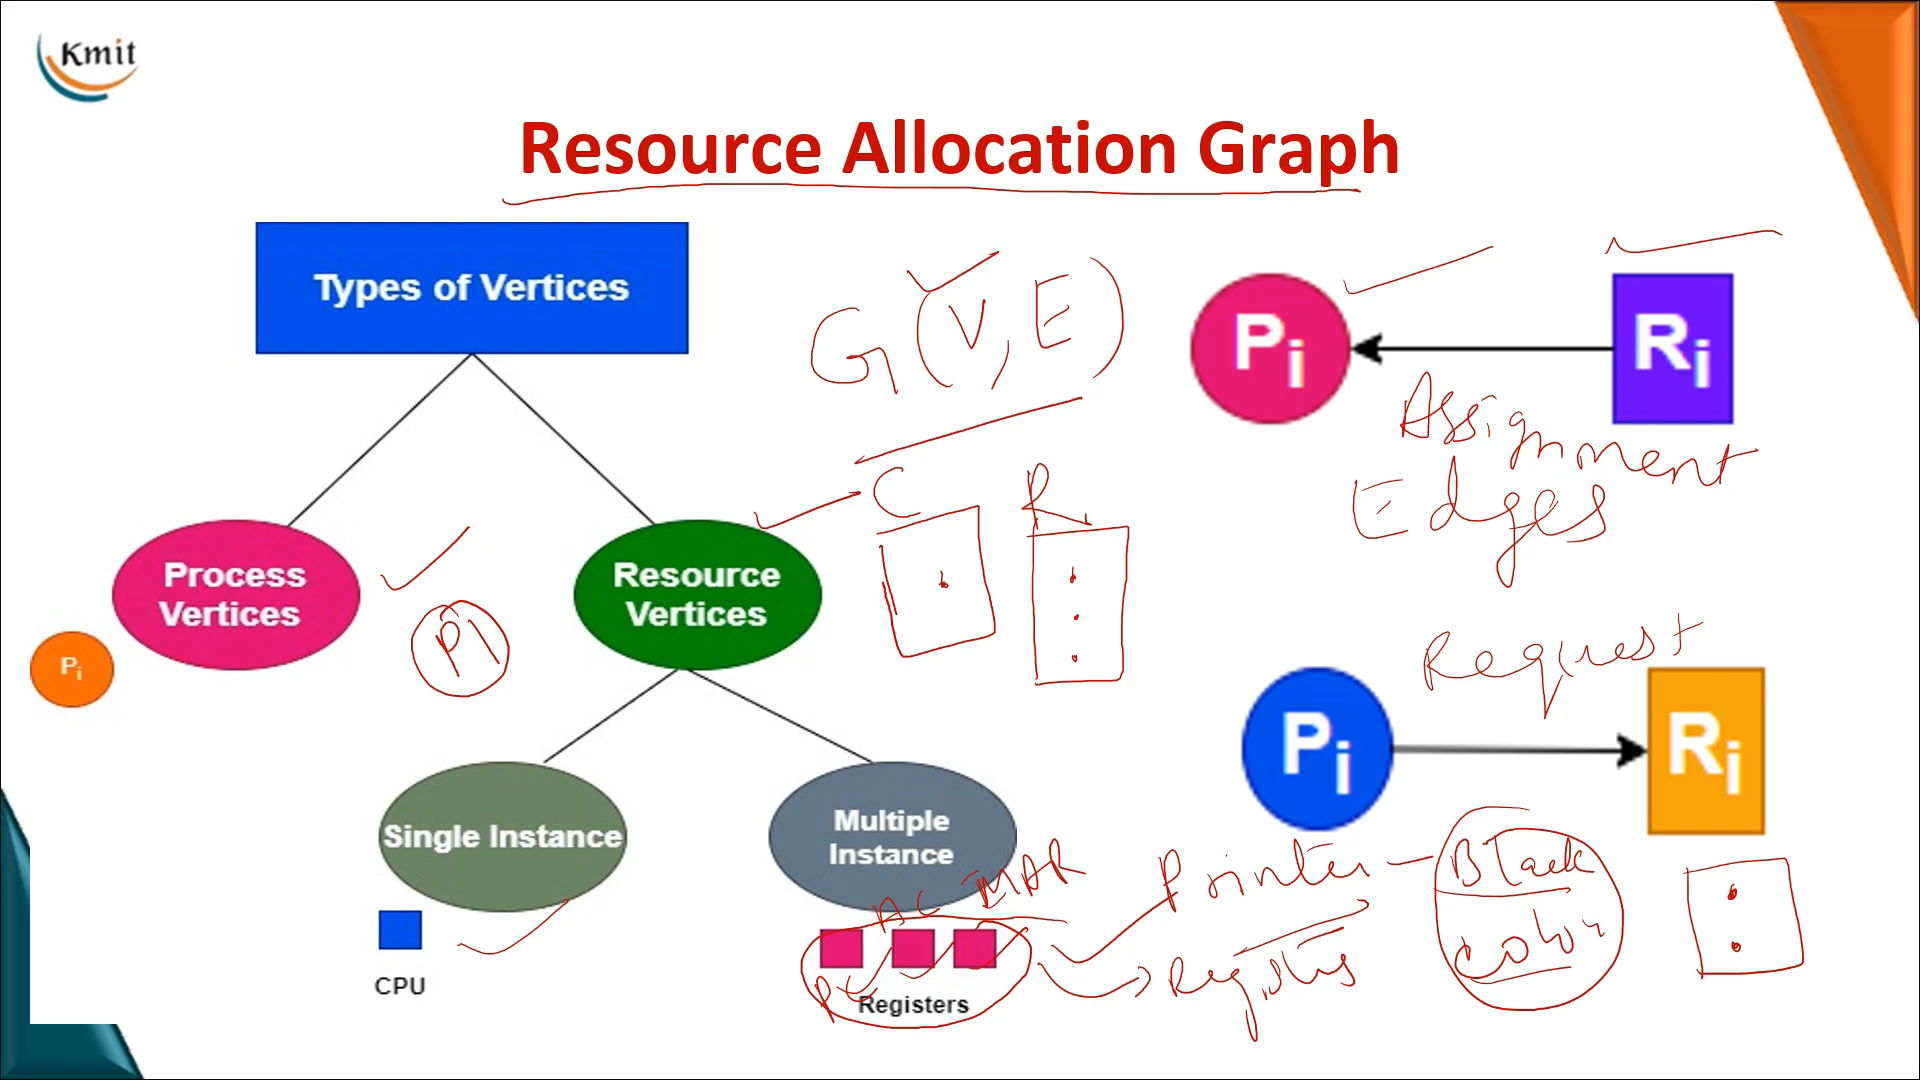 Kmit
Resource Allocation Graph
Types of Vertices
G(V, E)
Pi
Ri
Assignment
Edges
C
R
Process
Vertices
Pi
Pi
Resource
Vertices
Request
Pi
Ri
Single Instance
Multiple
Instance
AC MAR
Printer - Black
Color
CPU
PC
Registers
Registers